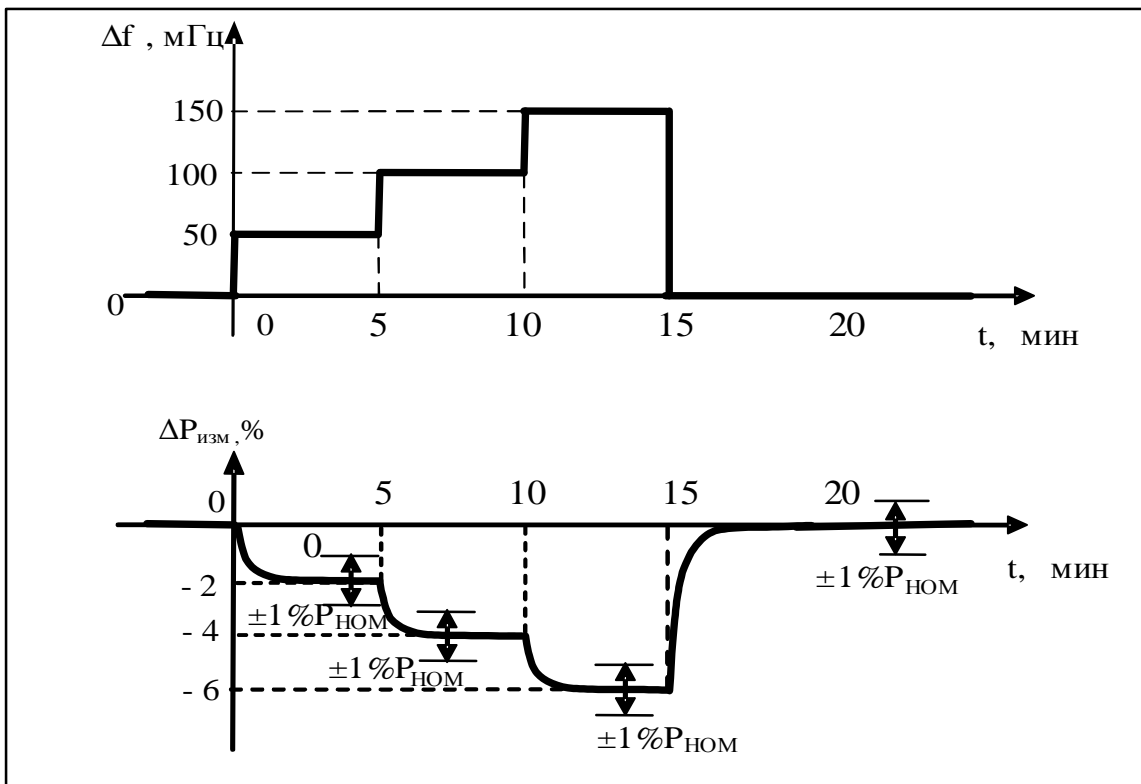 Δf , мГц
150
100
50
0
0 5 10 15 20
t, мин
ΔPизм,%
0 5 10 15 20
0
- 2
±1%PНОМ
±1%PНОМ
t, мин
- 4
±1%PНОМ
- 6
±1%PНОМ